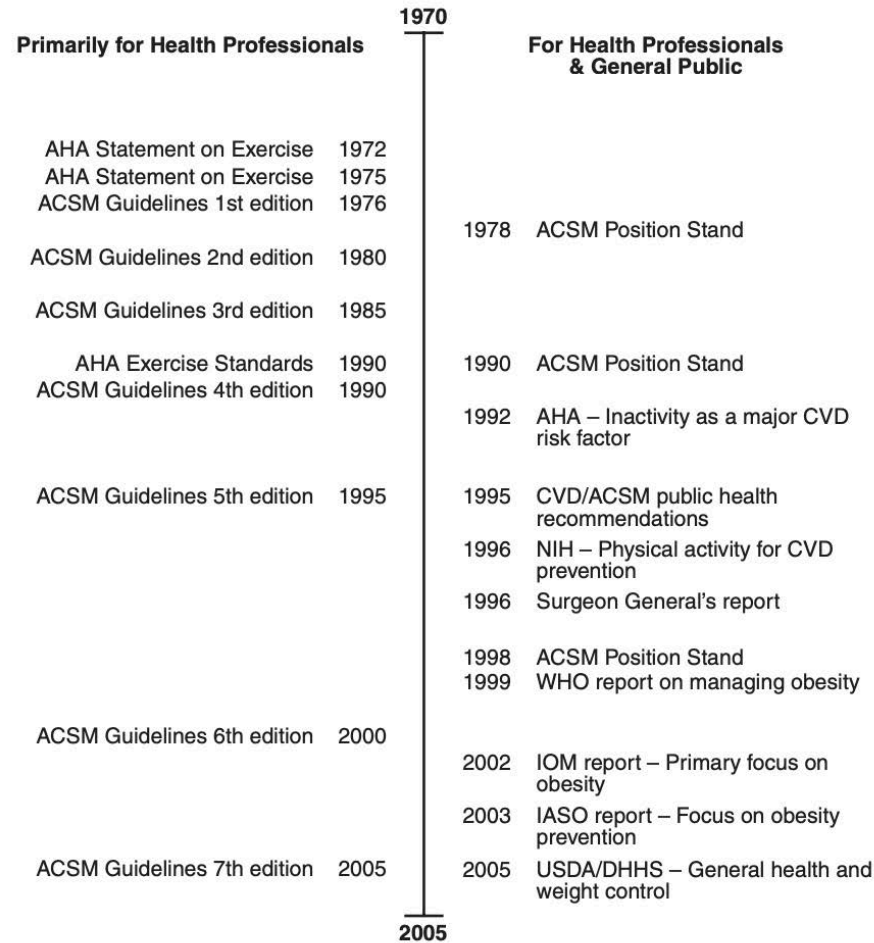 1970
Primarily for Health Professionals
For Health Professionals
& General Public
AHA Statement on Exercise 1972
AHA Statement on Exercise 1975
ACSM Guidelines 1st edition 1976
1978 ACSM Position Stand
ACSM Guidelines 2nd edition 1980
ACSM Guidelines 3rd edition 1985
AHA Exercise Standards 1990
1990 ACSM Position Stand
ACSM Guidelines 4th edition 1990
1992 AHA – Inactivity as a major CVD
risk factor
ACSM Guidelines 5th edition 1995
1995 CVD/ACSM public health
recommendations
1996 NIH – Physical activity for CVD
prevention
1996 Surgeon General's report
1998 ACSM Position Stand
1999 WHO report on managing obesity
ACSM Guidelines 6th edition 2000
2002 IOM report – Primary focus on
obesity
2003 IASO report – Focus on obesity
prevention
ACSM Guidelines 7th edition 2005
2005 USDA/DHHS – General health and
weight control
2005